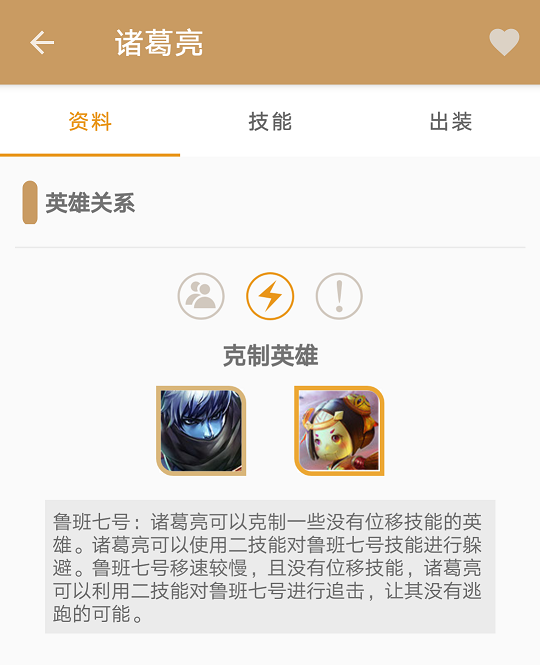 诸葛亮
资料 技能 出装
英雄关系
克制英雄
鲁班七号：诸葛亮可以克制一些没有位移技能的英
雄。诸葛亮可以使用二技能对鲁班七号技能进行躲
避。鲁班七号移速较慢，且没有位移技能，诸葛亮
可以利用二技能对鲁班七号进行追击，让其没有逃
跑的可能。